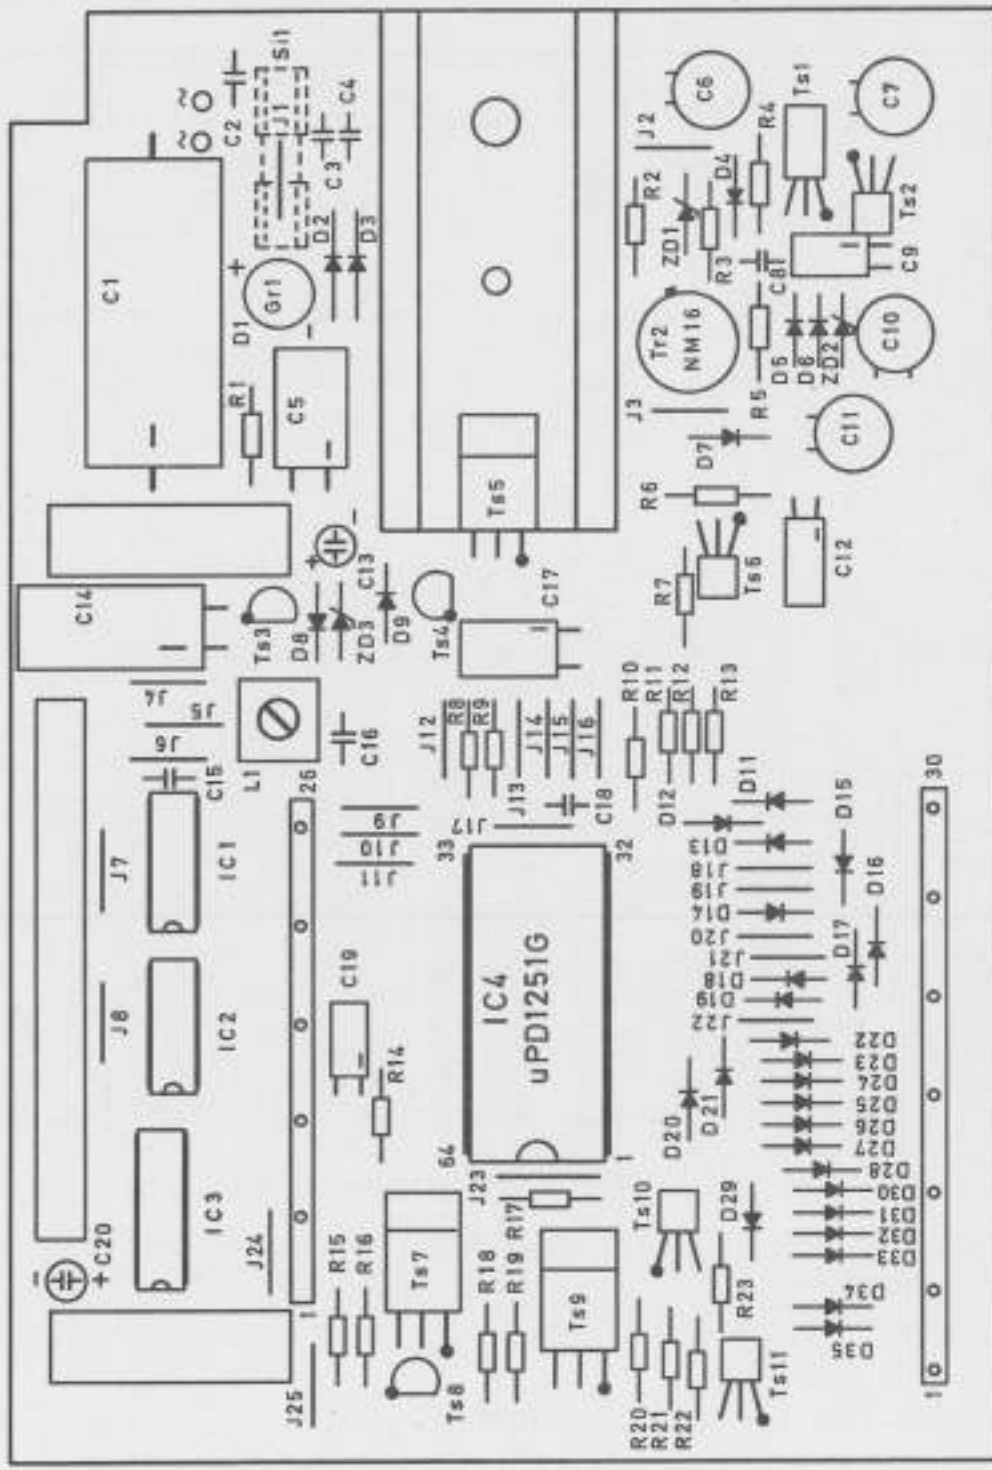 C1
C2
~
~
Si1
J1
C3
C4
D2
D3
+
D1
Gr1
-
R1
C5
C14
Ts3
D8
ZD3
+
C13
-
D9
Ts4
Ts5
C17
J2
C6
Ts1
C7
R2
ZD1
R3
D4
R4
Ts2
C8
C9
Tr2
NM16
D5
D6
ZD2
C10
R5
J3
D7
C11
R6
R7
Ts6
C12
J4
J5
J6
C15
L1
26
C16
J12
R8
R9
J13
J14
J15
J16
C18
R10
R11
R12
R13
J7
IC1
J9
J10
J11
J17
33
32
D12
D11
D13
J18
J19
D14
J20
J21
D18
D19
J22
D15
D16
D17
30
J8
IC2
C19
R14
IC4
uPD1251G
64
1
D20
D21
D22
D23
D24
D25
D26
D27
D28
D30
D31
D32
D33
D34
D35
-
+
C20
IC3
J24
1
J25
R15
R16
Ts7
Ts8
J23
R17
R18
R19
Ts9
Ts10
D29
R23
R20
R21
R22
Ts11
1